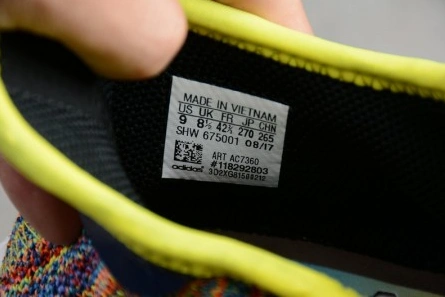 MADE IN VIETNAM
US UK FR JP CHN
9 8½ 42⅔ 270 265
SHW 675001 08/17
ART AC7360
#118292803
adidas 3D2XG81588212